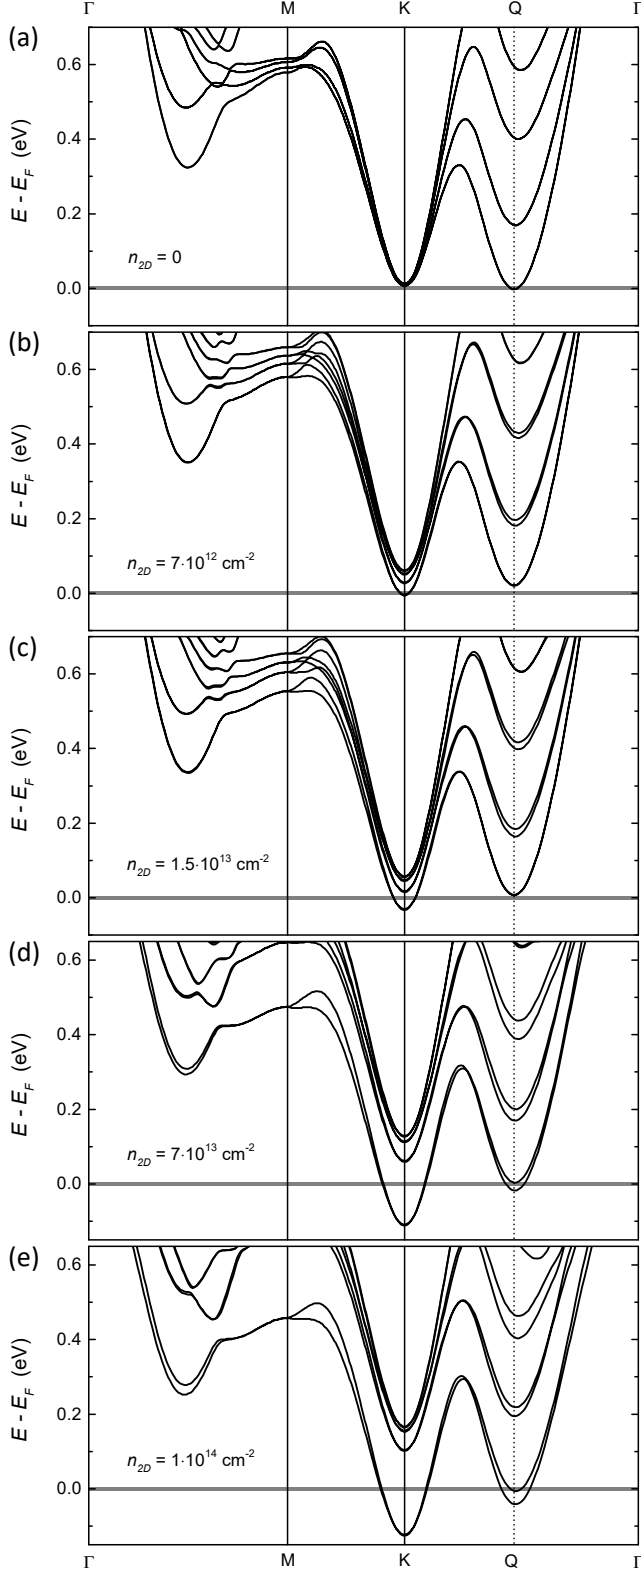 Γ M K Q Γ
(a)
0.6
0.4
0.2
0.0
E - E_F (eV)
n_2D = 0
(b)
0.6
0.4
0.2
0.0
E - E_F (eV)
n_2D = 7·10^12 cm^-2
(c)
0.6
0.4
0.2
0.0
E - E_F (eV)
n_2D = 1.5·10^13 cm^-2
(d)
0.6
0.4
0.2
0.0
E - E_F (eV)
n_2D = 7·10^13 cm^-2
(e)
0.6
0.4
0.2
0.0
E - E_F (eV)
n_2D = 1·10^14 cm^-2
Γ M K Q Γ